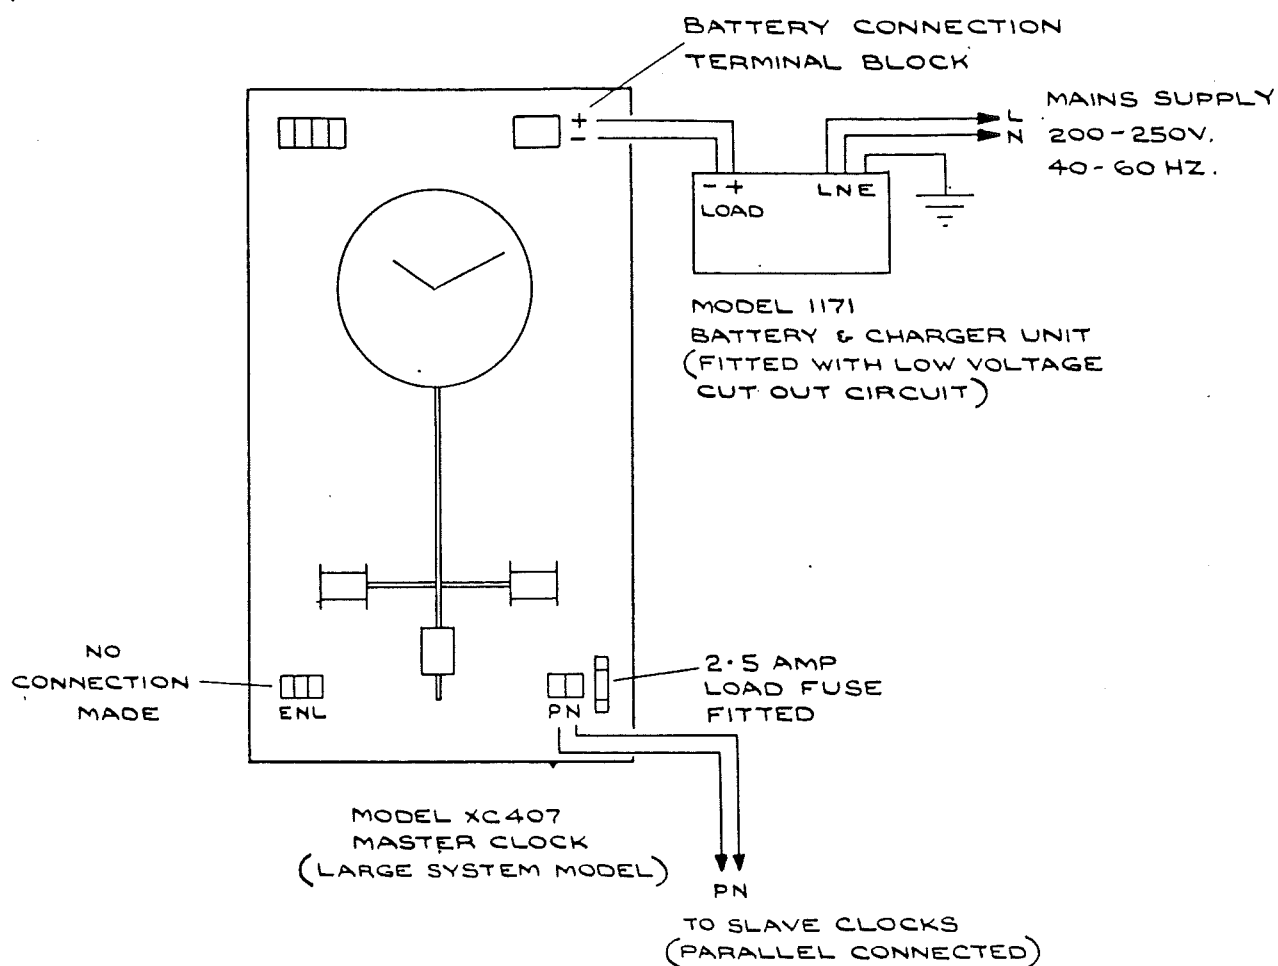 BATTERY CONNECTION
TERMINAL BLOCK
+
-
L
N
MAINS SUPPLY
200-250V.
40-60 HZ.
- +
LOAD
LNE
MODEL 1171
BATTERY & CHARGER UNIT
(FITTED WITH LOW VOLTAGE
CUT OUT CIRCUIT)
NO
CONNECTION
MADE
ENL
PN
2·5 AMP
LOAD FUSE
FITTED
MODEL XC407
MASTER CLOCK
(LARGE SYSTEM MODEL)
PN
TO SLAVE CLOCKS
(PARALLEL CONNECTED)